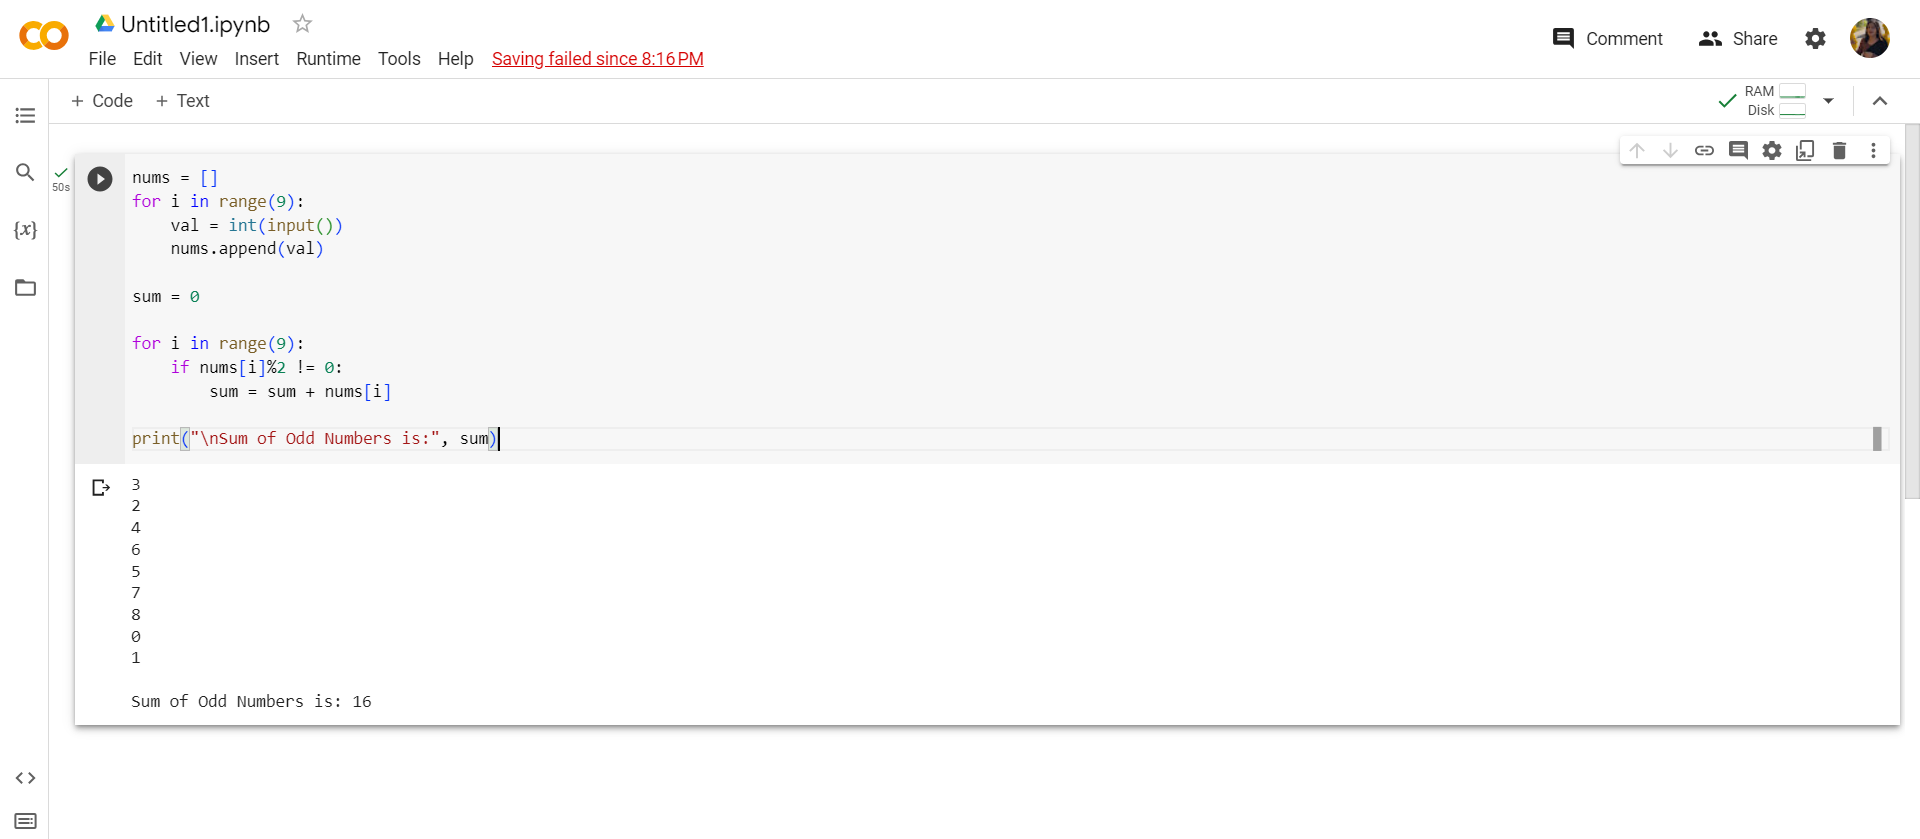 Untitled1.ipynb
File Edit View Insert Runtime Tools Help Saving failed since 8:16 PM
Comment Share
+ Code + Text
RAM
Disk
50s
{x}
nums = []
for i in range(9):
    val = int(input())
    nums.append(val)
sum = 0
for i in range(9):
    if nums[i]%2 != 0:
        sum = sum + nums[i]
print("\nSum of Odd Numbers is:", sum)
3
2
4
6
5
7
8
0
1
Sum of Odd Numbers is: 16